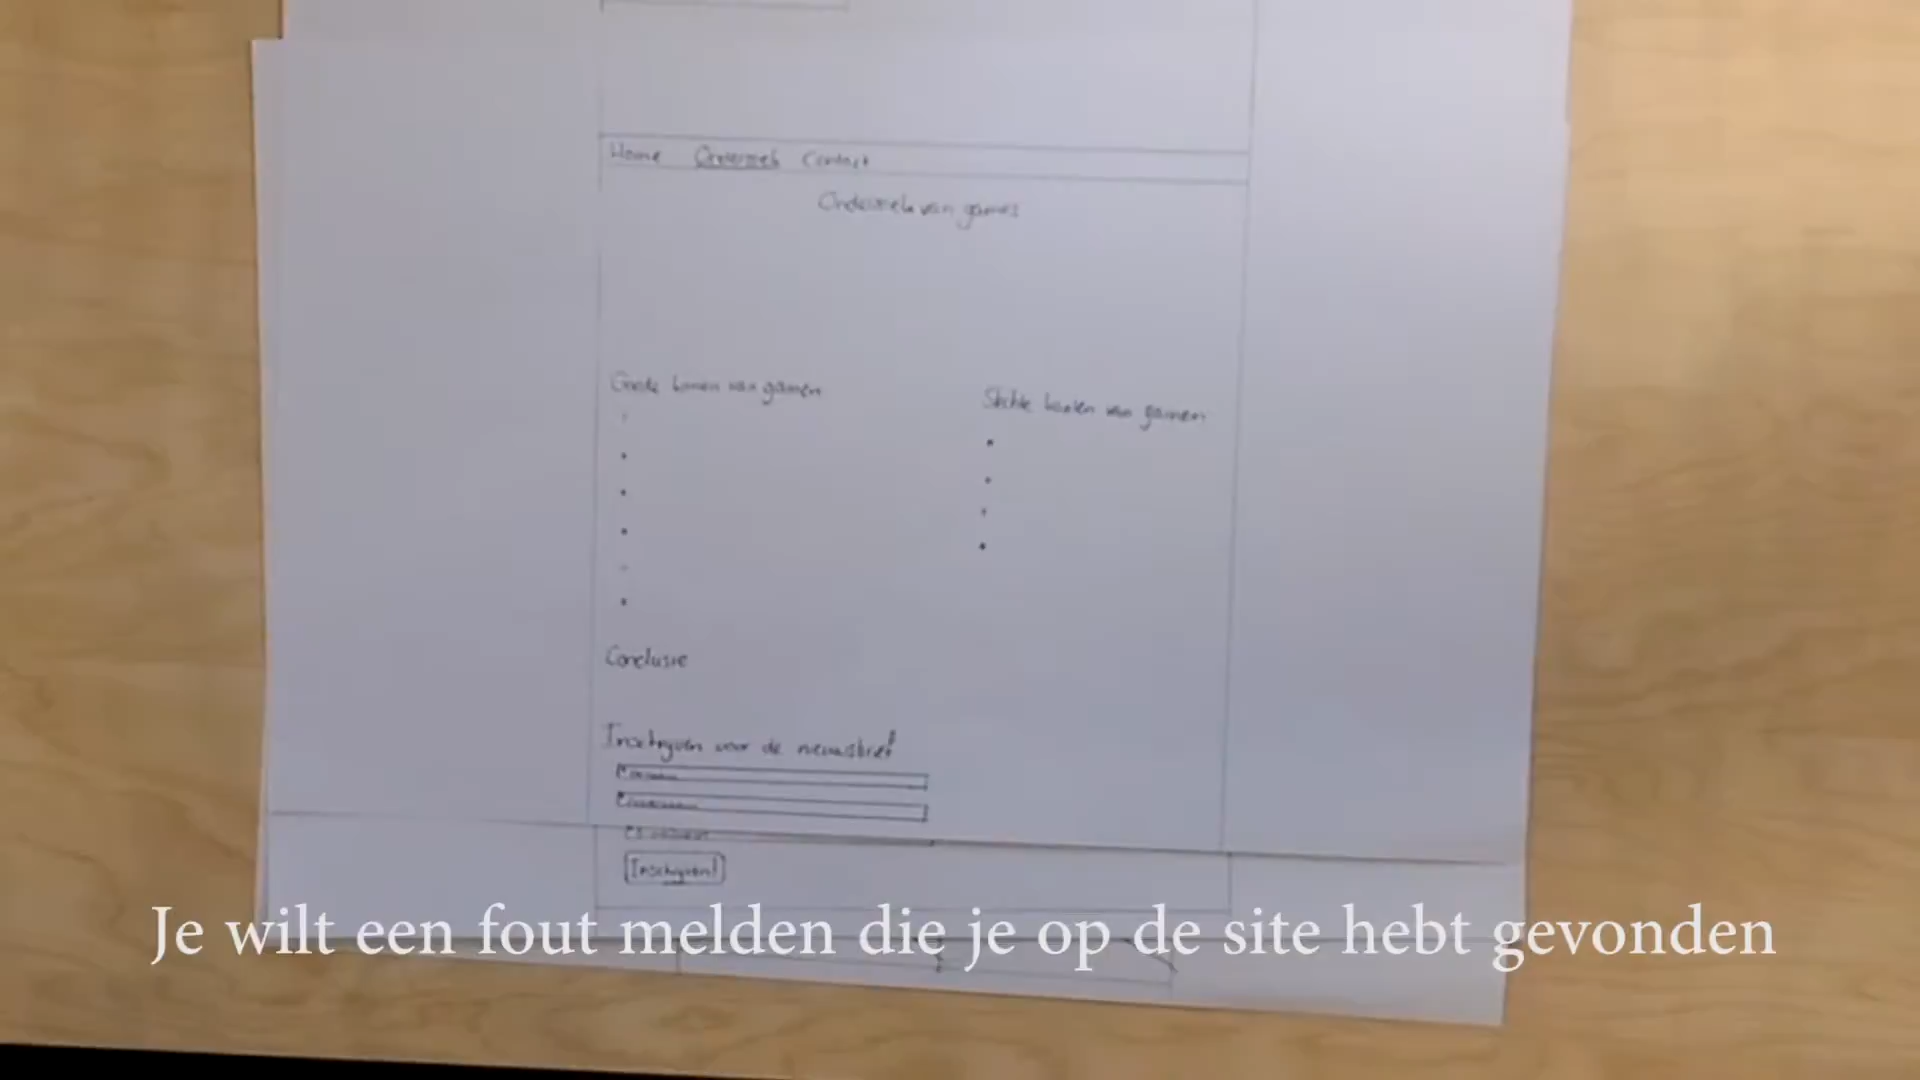 Home Onderzoek Contact
Onderzoek van games
Goede kanten van gamen
Slechte kanten van gamen
Conclusie
Inschrijven voor de nieuwsbrief
Inschrijven!
Je wilt een fout melden die je op de site hebt gevonden